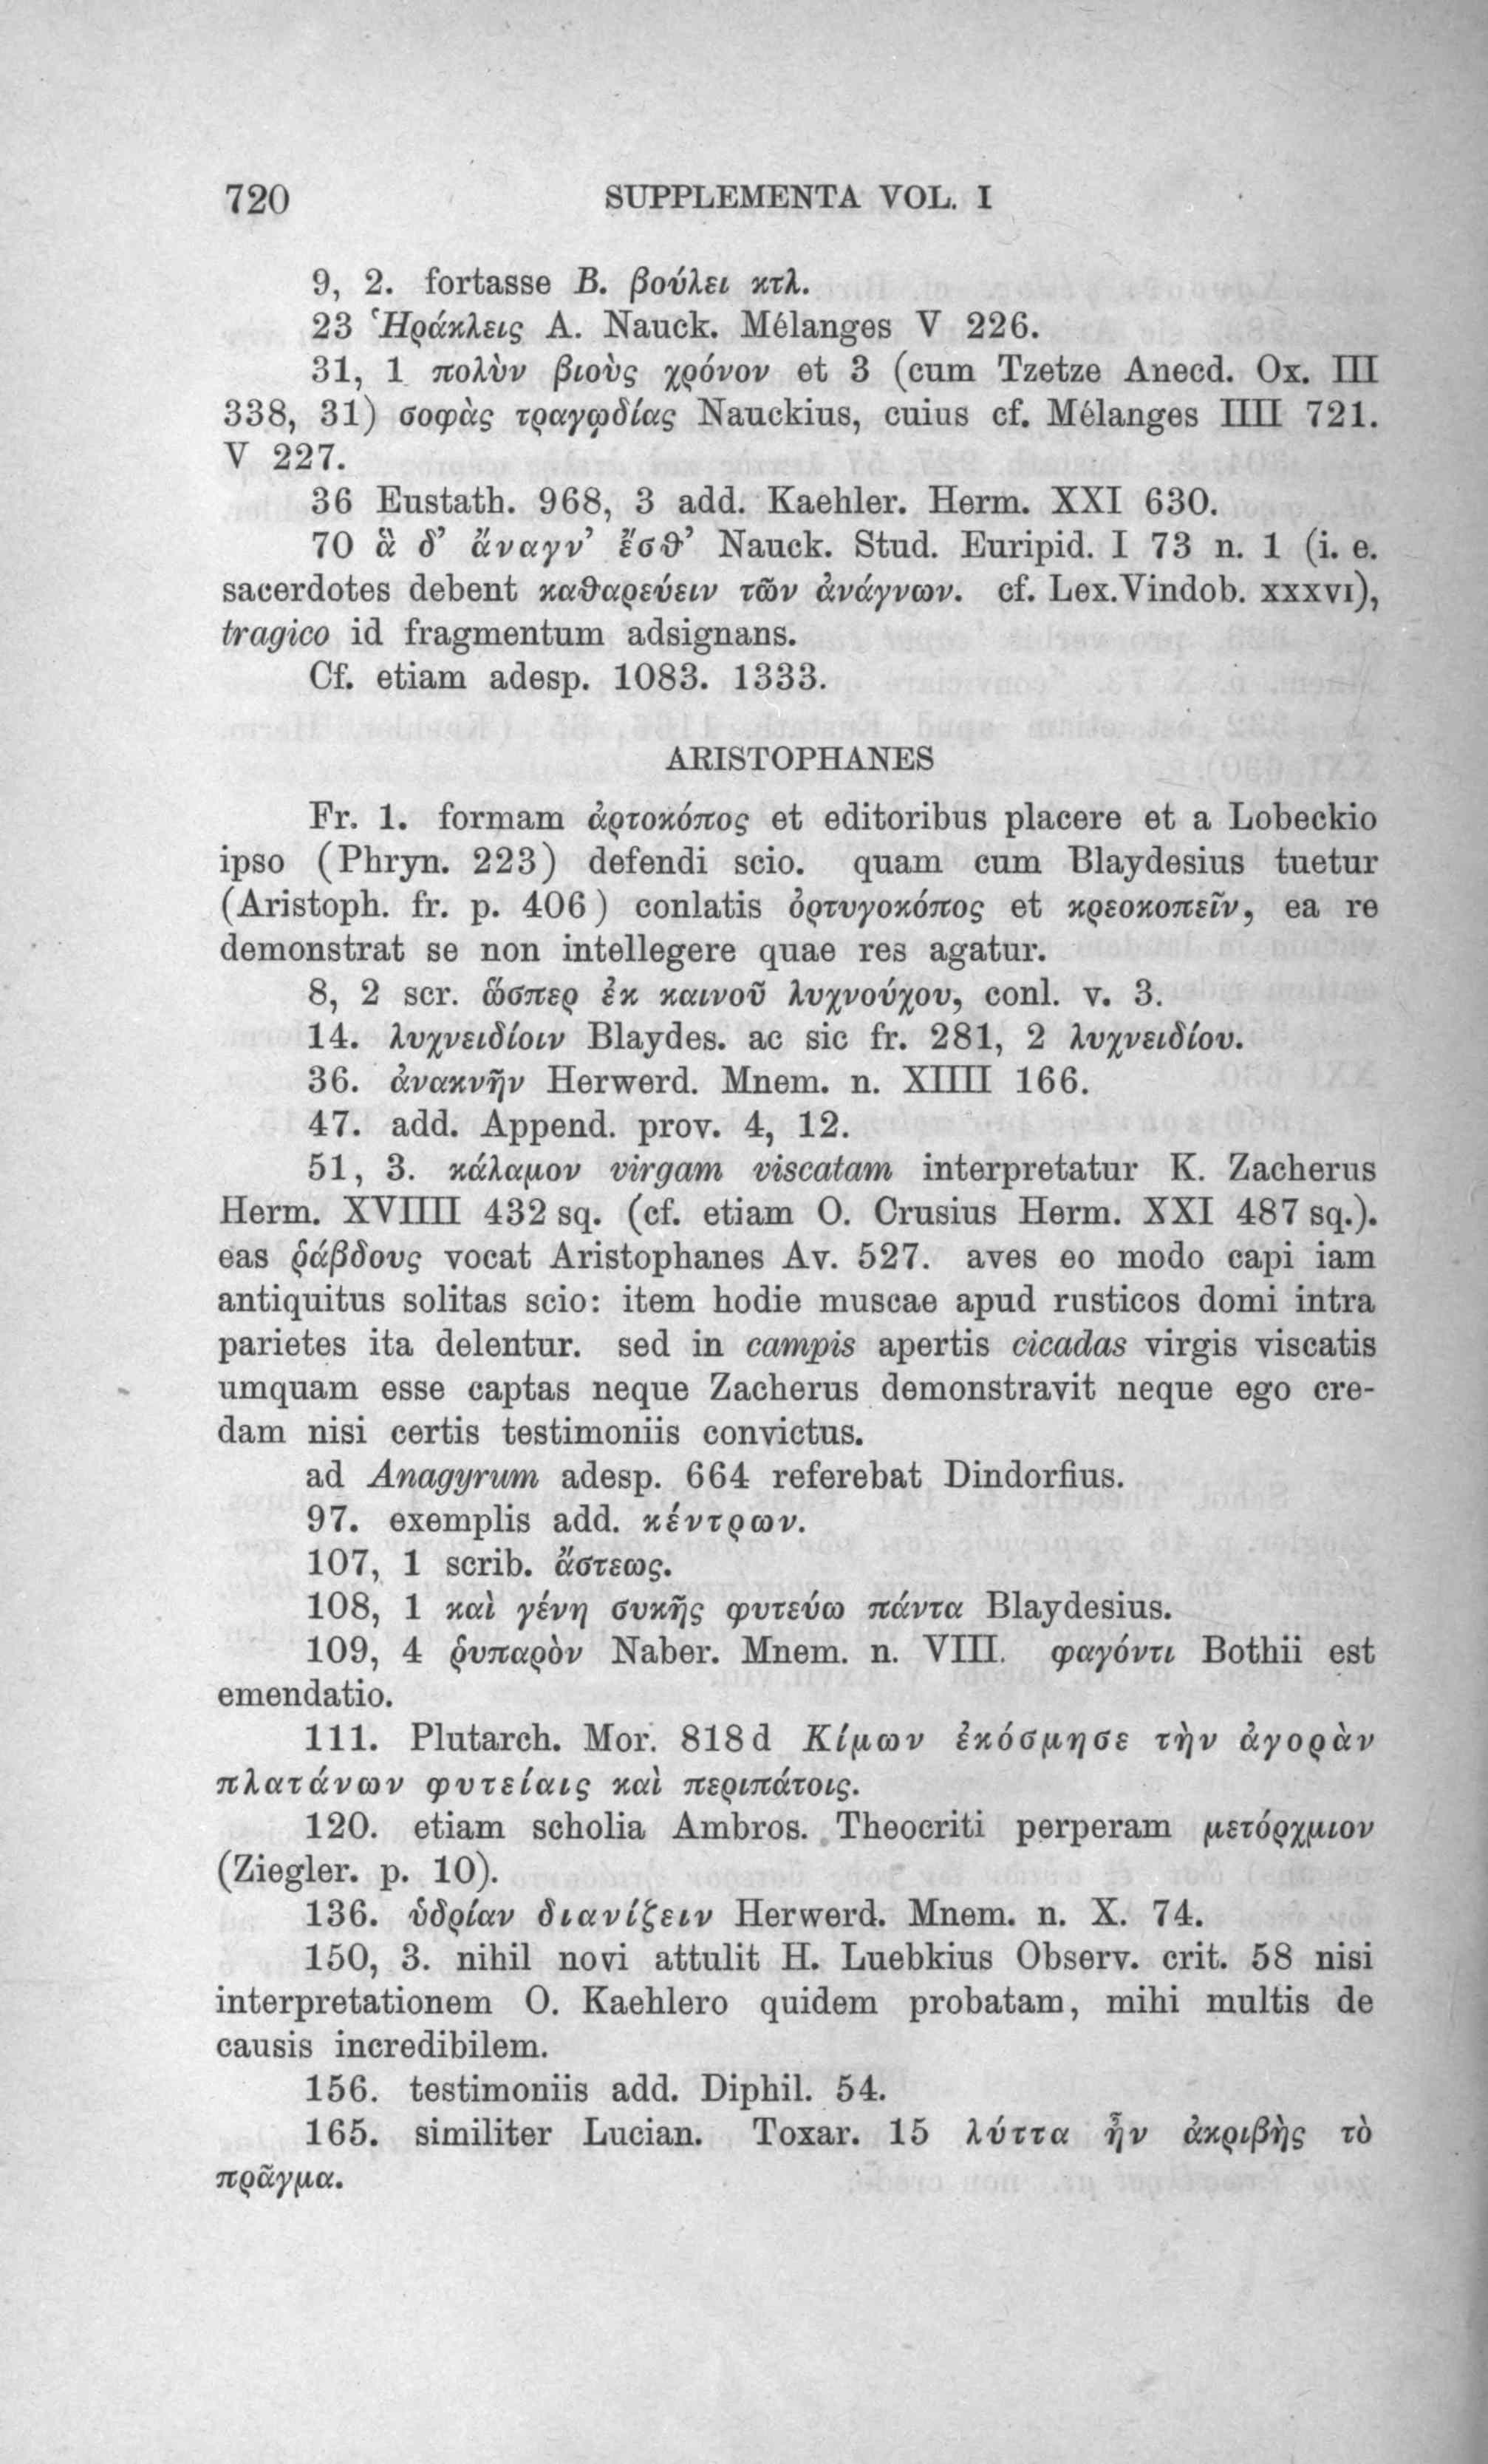 720 SUPPLEMENTA VOL. I
9, 2. fortasse B. βούλει κτλ.
23 Ἡράκλεις A. Nauck. Mélanges V 226.
31, 1 πολὺν βιοὺς χρόνον et 3 (cum Tzetze Anecd. Ox. III
338, 31) σοφὰς τραγῳδίας Nauckius, cuius cf. Mélanges IIII 721.
V 227.
36 Eustath. 968, 3 add. Kaehler. Herm. XXI 630.
70 ἃ δ’ ἄναγν’ ἔσθ’ Nauck. Stud. Euripid. I 73 n. 1 (i. e.
sacerdotes debent καθαρεύειν τῶν ἀνάγνων. cf. Lex. Vindob. XXXVI),
tragico id fragmentum adsignans.
Cf. etiam adesp. 1083. 1333.
ARISTOPHANES
Fr. 1. formam ἀρτοκόπος et editoribus placere et a Lobeckio
ipso (Phryn. 223) defendi scio. quam cum Blaydesius tuetur
(Aristoph. fr. p. 406) conlatis ὀρτυγοκόπος et κρεοκοπεῖν, ea re
demonstrat se non intellegere quae res agatur.
8, 2 scr. ὥσπερ ἐκ καινοῦ λυχνούχου, conl. v. 3.
14. λυχνειδίοιν Blaydes. ac sic fr. 281, 2 λυχνειδίου.
36. ἀνακνῆν Herwerd. Mnem. n. XIIII 166.
47. add. Append. prov. 4, 12.
51, 3. κάλαμον virgam viscatam interpretatur K. Zacherus
Herm. XVIIII 432 sq. (cf. etiam O. Crusius Herm. XXI 487 sq.).
eas ῥάβδους vocat Aristophanes Av. 527. aves eo modo capi iam
antiquitus solitas scio: item hodie muscae apud rusticos domi intra
parietes ita delentur. sed in campis apertis cicadas virgis viscatis
umquam esse captas neque Zacherus demonstravit neque ego cre-
dam nisi certis testimoniis convictus.
ad Anagyrum adesp. 664 referebat Dindorfius.
97. exemplis add. κέντρων.
107, 1 scrib. ἄστεως.
108, 1 καὶ γένη συκῆς φυτεύω πάντα Blaydesius.
109, 4 ῥυπαρὸν Naber. Mnem. n. VIII. φαγόντι Bothii est
emendatio.
111. Plutarch. Mor. 818 d Κίμων ἐκόσμησε τὴν ἀγορὰν
πλατάνων φυτείαις καὶ περιπάτοις.
120. etiam scholia Ambros. Theocriti perperam μετόρχμιον
(Ziegler. p. 10).
136. ὑδρίαν διανίζειν Herwerd. Mnem. n. X. 74.
150, 3. nihil novi attulit H. Luebkius Observ. crit. 58 nisi
interpretationem O. Kaehlero quidem probatam, mihi multis de
causis incredibilem.
156. testimoniis add. Diphil. 54.
165. similiter Lucian. Toxar. 15 λύττα ἦν ἀκριβὴς τὸ
πρᾶγμα.